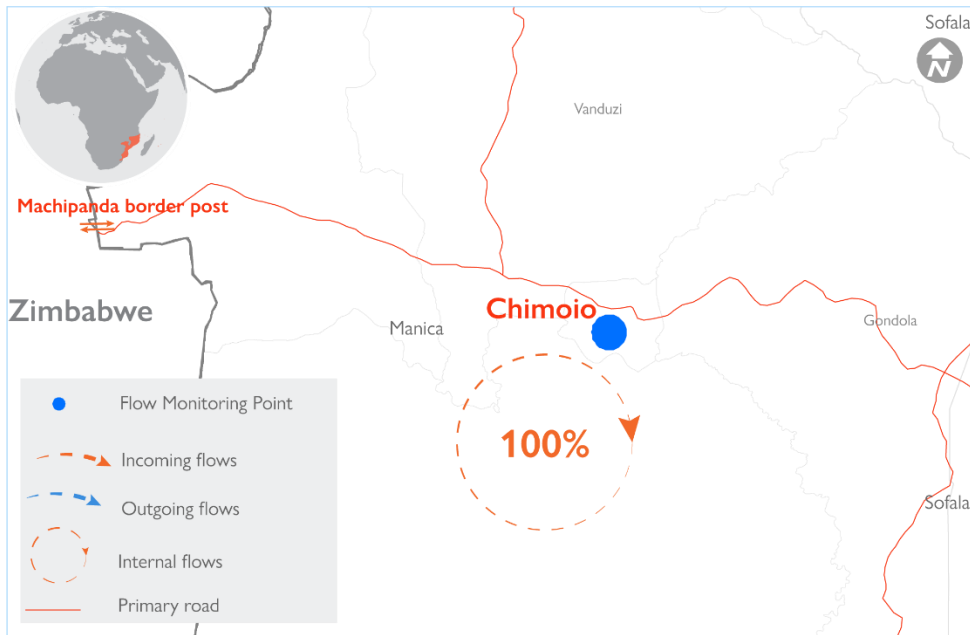 Sofala
N
Vanduzi
Machipanda border post
Zimbabwe
Chimoio
Manica
Gondola
100%
Sofala
Flow Monitoring Point
Incoming flows
Outgoing flows
Internal flows
Primary road